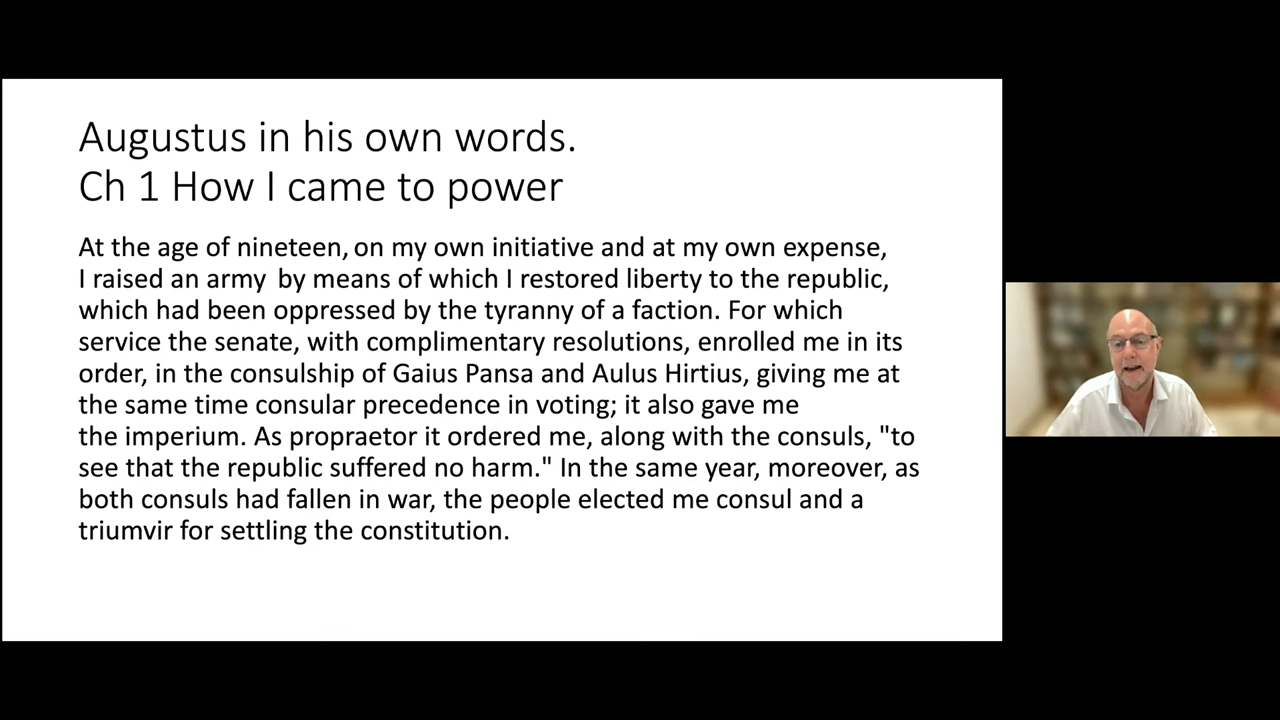 Augustus in his own words.
Ch 1 How I came to power
At the age of nineteen, on my own initiative and at my own expense,
I raised an army by means of which I restored liberty to the republic,
which had been oppressed by the tyranny of a faction. For which
service the senate, with complimentary resolutions, enrolled me in its
order, in the consulship of Gaius Pansa and Aulus Hirtius, giving me at
the same time consular precedence in voting; it also gave me
the imperium. As propraetor it ordered me, along with the consuls, "to
see that the republic suffered no harm." In the same year, moreover, as
both consuls had fallen in war, the people elected me consul and a
triumvir for settling the constitution.